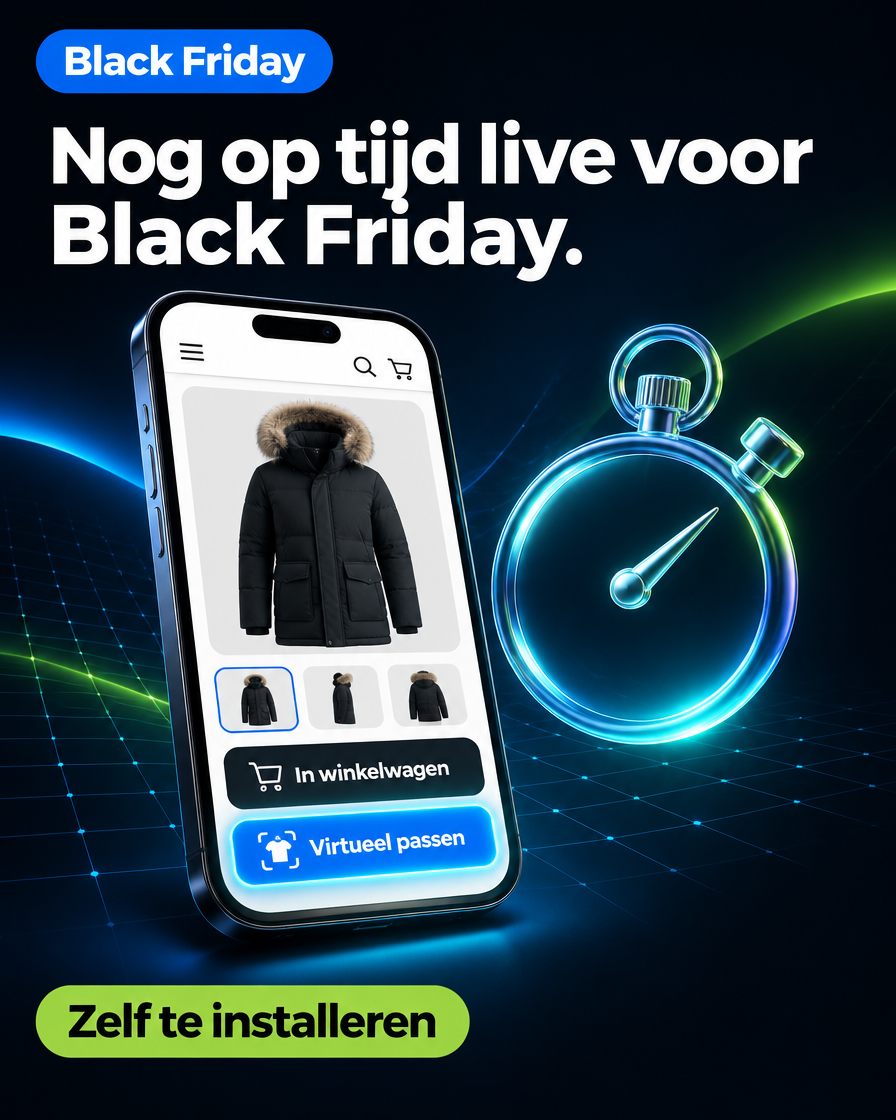 Black Friday
Nog op tijd live voor
Black Friday.
In winkelwagen
Virtueel passen
Zelf te installeren